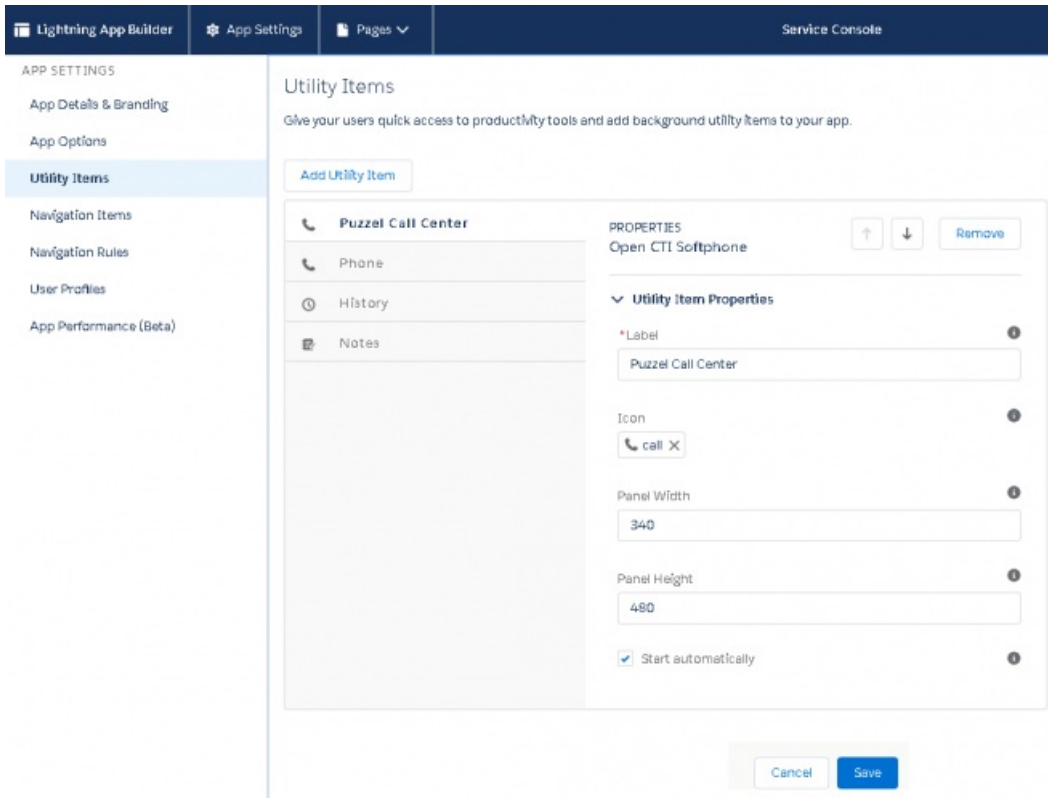 Lightning App Builder
App Settings
Pages
Service Console
APP SETTINGS
App Details & Branding
App Options
Utility Items
Navigation Items
Navigation Rules
User Profiles
App Performance (Beta)
Utility Items
Give your users quick access to productivity tools and add background utility items to your app.
Add Utility Item
Puzzel Call Center
Phone
History
Notes
PROPERTIES
Open CTI Softphone
Remove
Utility Item Properties
*Label
Puzzel Call Center
Icon
call
Panel Width
340
Panel Height
480
Start automatically
Cancel
Save